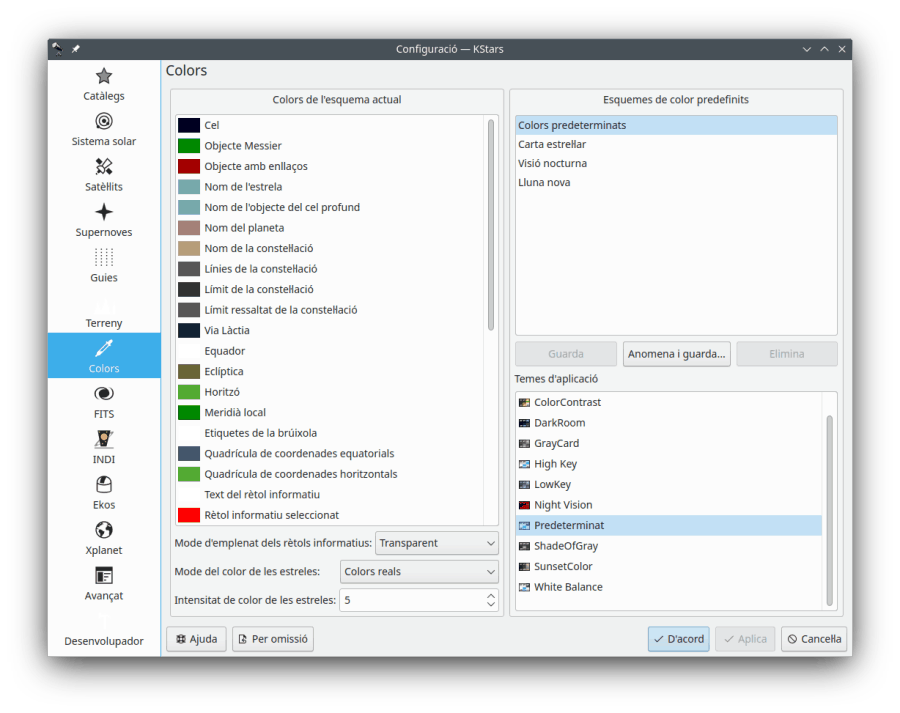 Configuració — KStars
Catàlegs
Sistema solar
Satèl·lits
Supernoves
Guies
Terreny
Colors
FITS
INDI
Ekos
Xplanet
Avançat
Desenvolupador
Colors
Colors de l'esquema actual
Cel
Objecte Messier
Objecte amb enllaços
Nom de l'estrela
Nom de l'objecte del cel profund
Nom del planeta
Nom de la constel·lació
Línies de la constel·lació
Límit de la constel·lació
Límit ressaltat de la constel·lació
Via Làctia
Equador
Eclíptica
Horitzó
Meridià local
Etiquetes de la brúixola
Quadrícula de coordenades equatorials
Quadrícula de coordenades horitzontals
Text del rètol informatiu
Rètol informatiu seleccionat
Mode d'emplenat dels rètols informatius: Transparent
Mode del color de les estreles: Colors reals
Intensitat de color de les estreles: 5
Esquemes de color predefinits
Colors predeterminats
Carta estrel·lar
Visió nocturna
Lluna nova
Guarda Anomena i guarda... Elimina
Temes d'aplicació
ColorContrast
DarkRoom
GrayCard
High Key
LowKey
Night Vision
Predeterminat
ShadeOfGray
SunsetColor
White Balance
Ajuda Per omissió D'acord Aplica Cancel·la